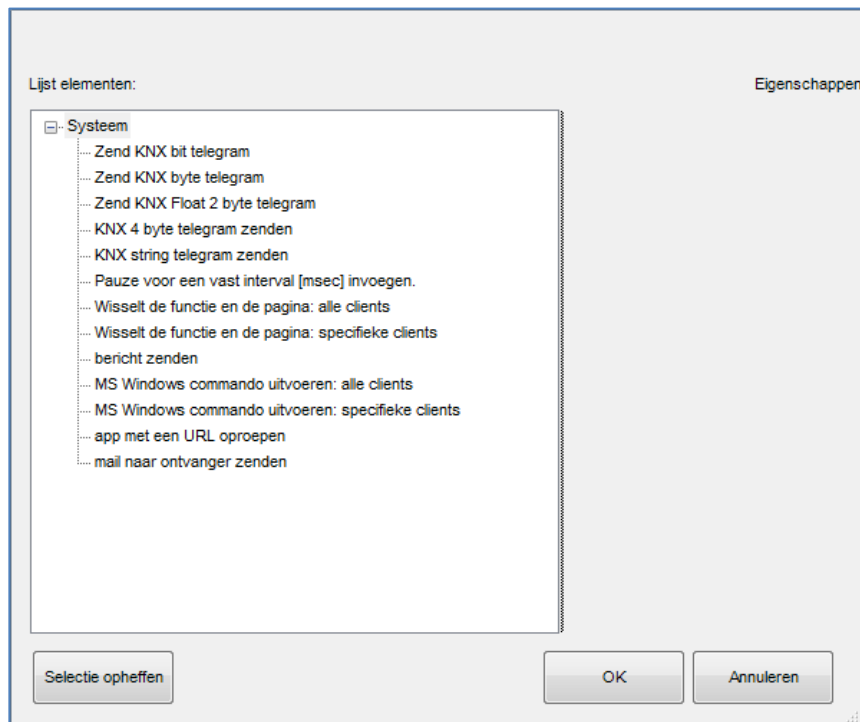 Lijst elementen:
Eigenschappen
Systeem
Zend KNX bit telegram
Zend KNX byte telegram
Zend KNX Float 2 byte telegram
KNX 4 byte telegram zenden
KNX string telegram zenden
Pauze voor een vast interval [msec] invoegen.
Wisselt de functie en de pagina: alle clients
Wisselt de functie en de pagina: specifieke clients
bericht zenden
MS Windows commando uitvoeren: alle clients
MS Windows commando uitvoeren: specifieke clients
app met een URL oproepen
mail naar ontvanger zenden
Selectie opheffen
OK
Annuleren